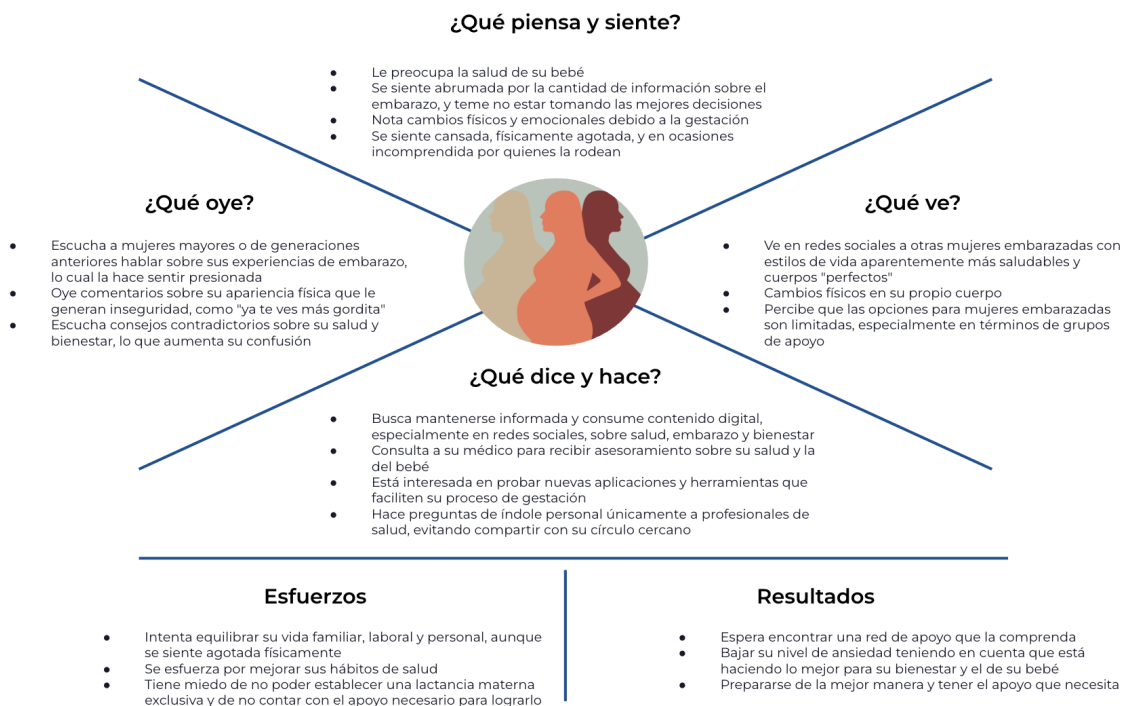 ¿Qué piensa y siente?
● Le preocupa la salud de su bebé
● Se siente abrumada por la cantidad de información sobre el
embarazo, y teme no estar tomando las mejores decisiones
● Nota cambios físicos y emocionales debido a la gestación
● Se siente cansada, físicamente agotada, y en ocasiones
incomprendida por quienes la rodean
¿Qué oye?
● Escucha a mujeres mayores o de generaciones
anteriores hablar sobre sus experiencias de embarazo,
lo cual la hace sentir presionada
● Oye comentarios sobre su apariencia física que le
generan inseguridad, como "ya te ves más gordita"
● Escucha consejos contradictorios sobre su salud y
bienestar, lo que aumenta su confusión
¿Qué ve?
● Ve en redes sociales a otras mujeres embarazadas con
estilos de vida aparentemente más saludables y
cuerpos "perfectos"
● Cambios físicos en su propio cuerpo
● Percibe que las opciones para mujeres embarazadas
son limitadas, especialmente en términos de grupos
de apoyo
¿Qué dice y hace?
● Busca mantenerse informada y consume contenido digital,
especialmente en redes sociales, sobre salud, embarazo y bienestar
● Consulta a su médico para recibir asesoramiento sobre su salud y la
del bebé
● Está interesada en probar nuevas aplicaciones y herramientas que
faciliten su proceso de gestación
● Hace preguntas de índole personal únicamente a profesionales de
salud, evitando compartir con su círculo cercano
Esfuerzos
● Intenta equilibrar su vida familiar, laboral y personal, aunque
se siente agotada físicamente
● Se esfuerza por mejorar sus hábitos de salud
● Tiene miedo de no poder establecer una lactancia materna
exclusiva y de no contar con el apoyo necesario para lograrlo
Resultados
● Espera encontrar una red de apoyo que la comprenda
● Bajar su nivel de ansiedad teniendo en cuenta que está
haciendo lo mejor para su bienestar y el de su bebé
● Prepararse de la mejor manera y tener el apoyo que necesita